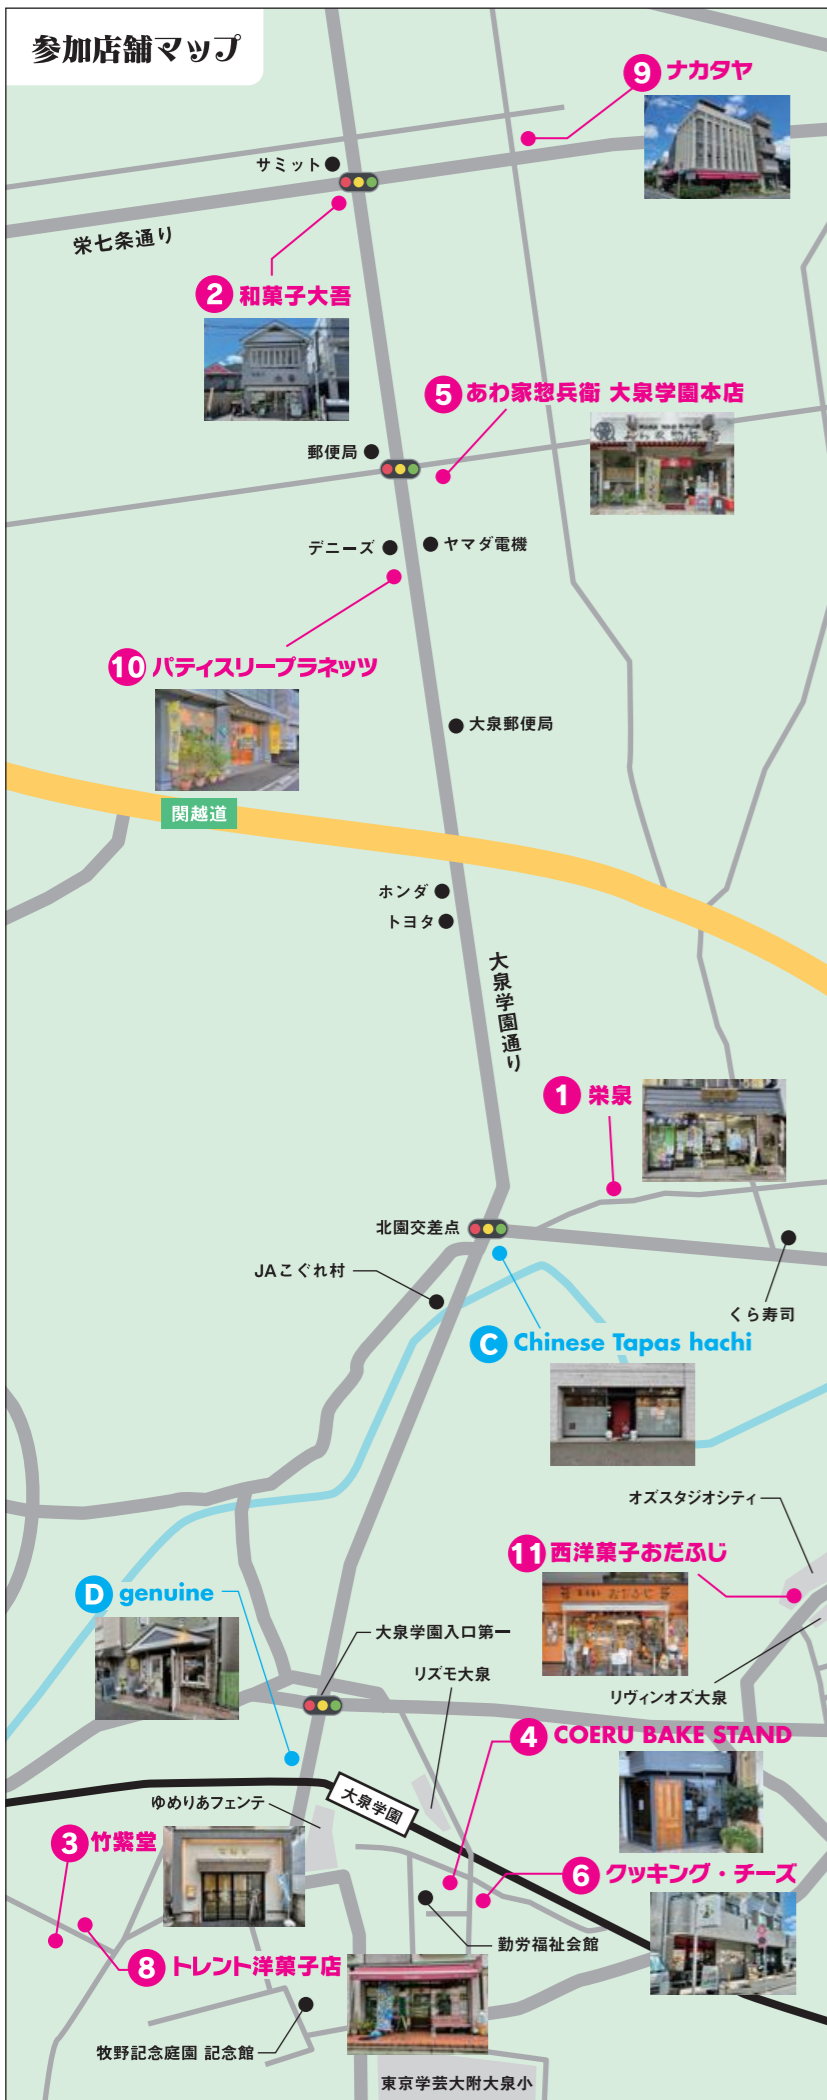 参加店舗マップ
9 ナカタヤ
サミット
栄七条通り
2 和菓子大吾
5 あわ家惣兵衛 大泉学園本店
郵便局
デニーズ
ヤマダ電機
10 パティスリープラネッツ
大泉郵便局
関越道
ホンダ
トヨタ
大泉学園通り
1 栄泉
北園交差点
JAこぐれ村
くら寿司
C Chinese Tapas hachi
オズスタジオシティ
11 西洋菓子おだふじ
おだふじ
D genuine
大泉学園入口第一
リズモ大泉
リヴィンオズ大泉
4 COERU BAKE STAND
大泉学園
ゆめりあフェンテ
3 竹紫堂
6 クッキング・チーズ
勤労福祉会館
8 トレント洋菓子店
牧野記念庭園 記念館
東京学芸大附大泉小